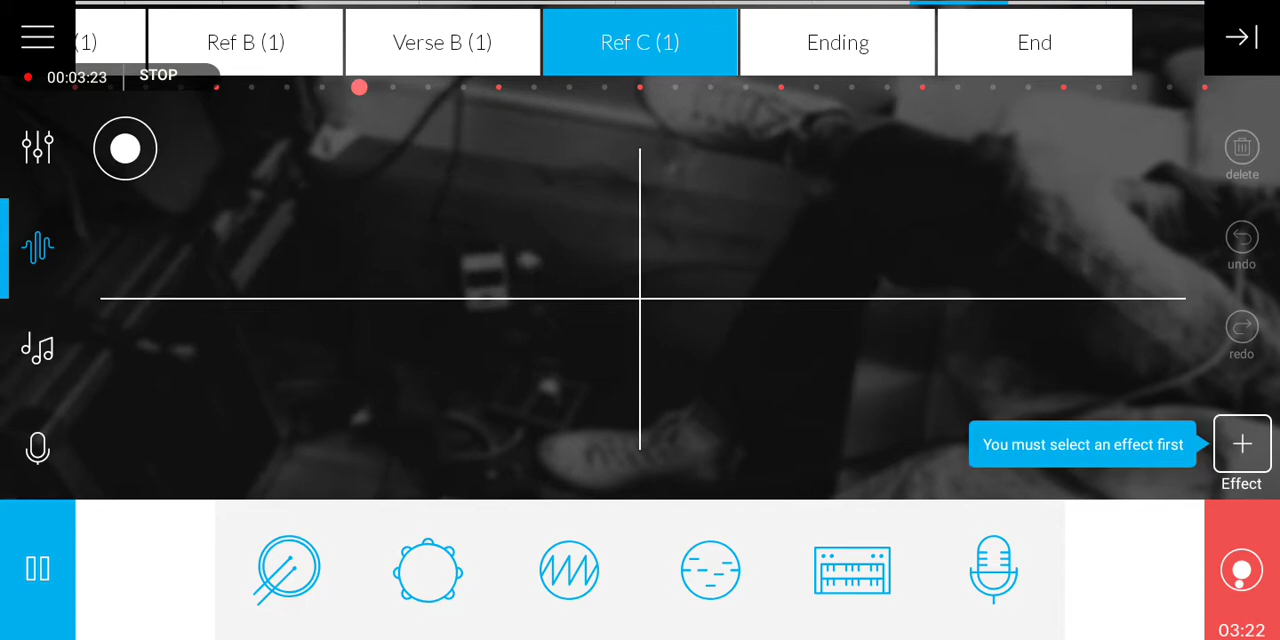 (1)
Ref B (1)
Verse B (1)
Ref C (1)
Ending
End
00:03:23
STOP
delete
undo
redo
You must select an effect first
Effect
03:22